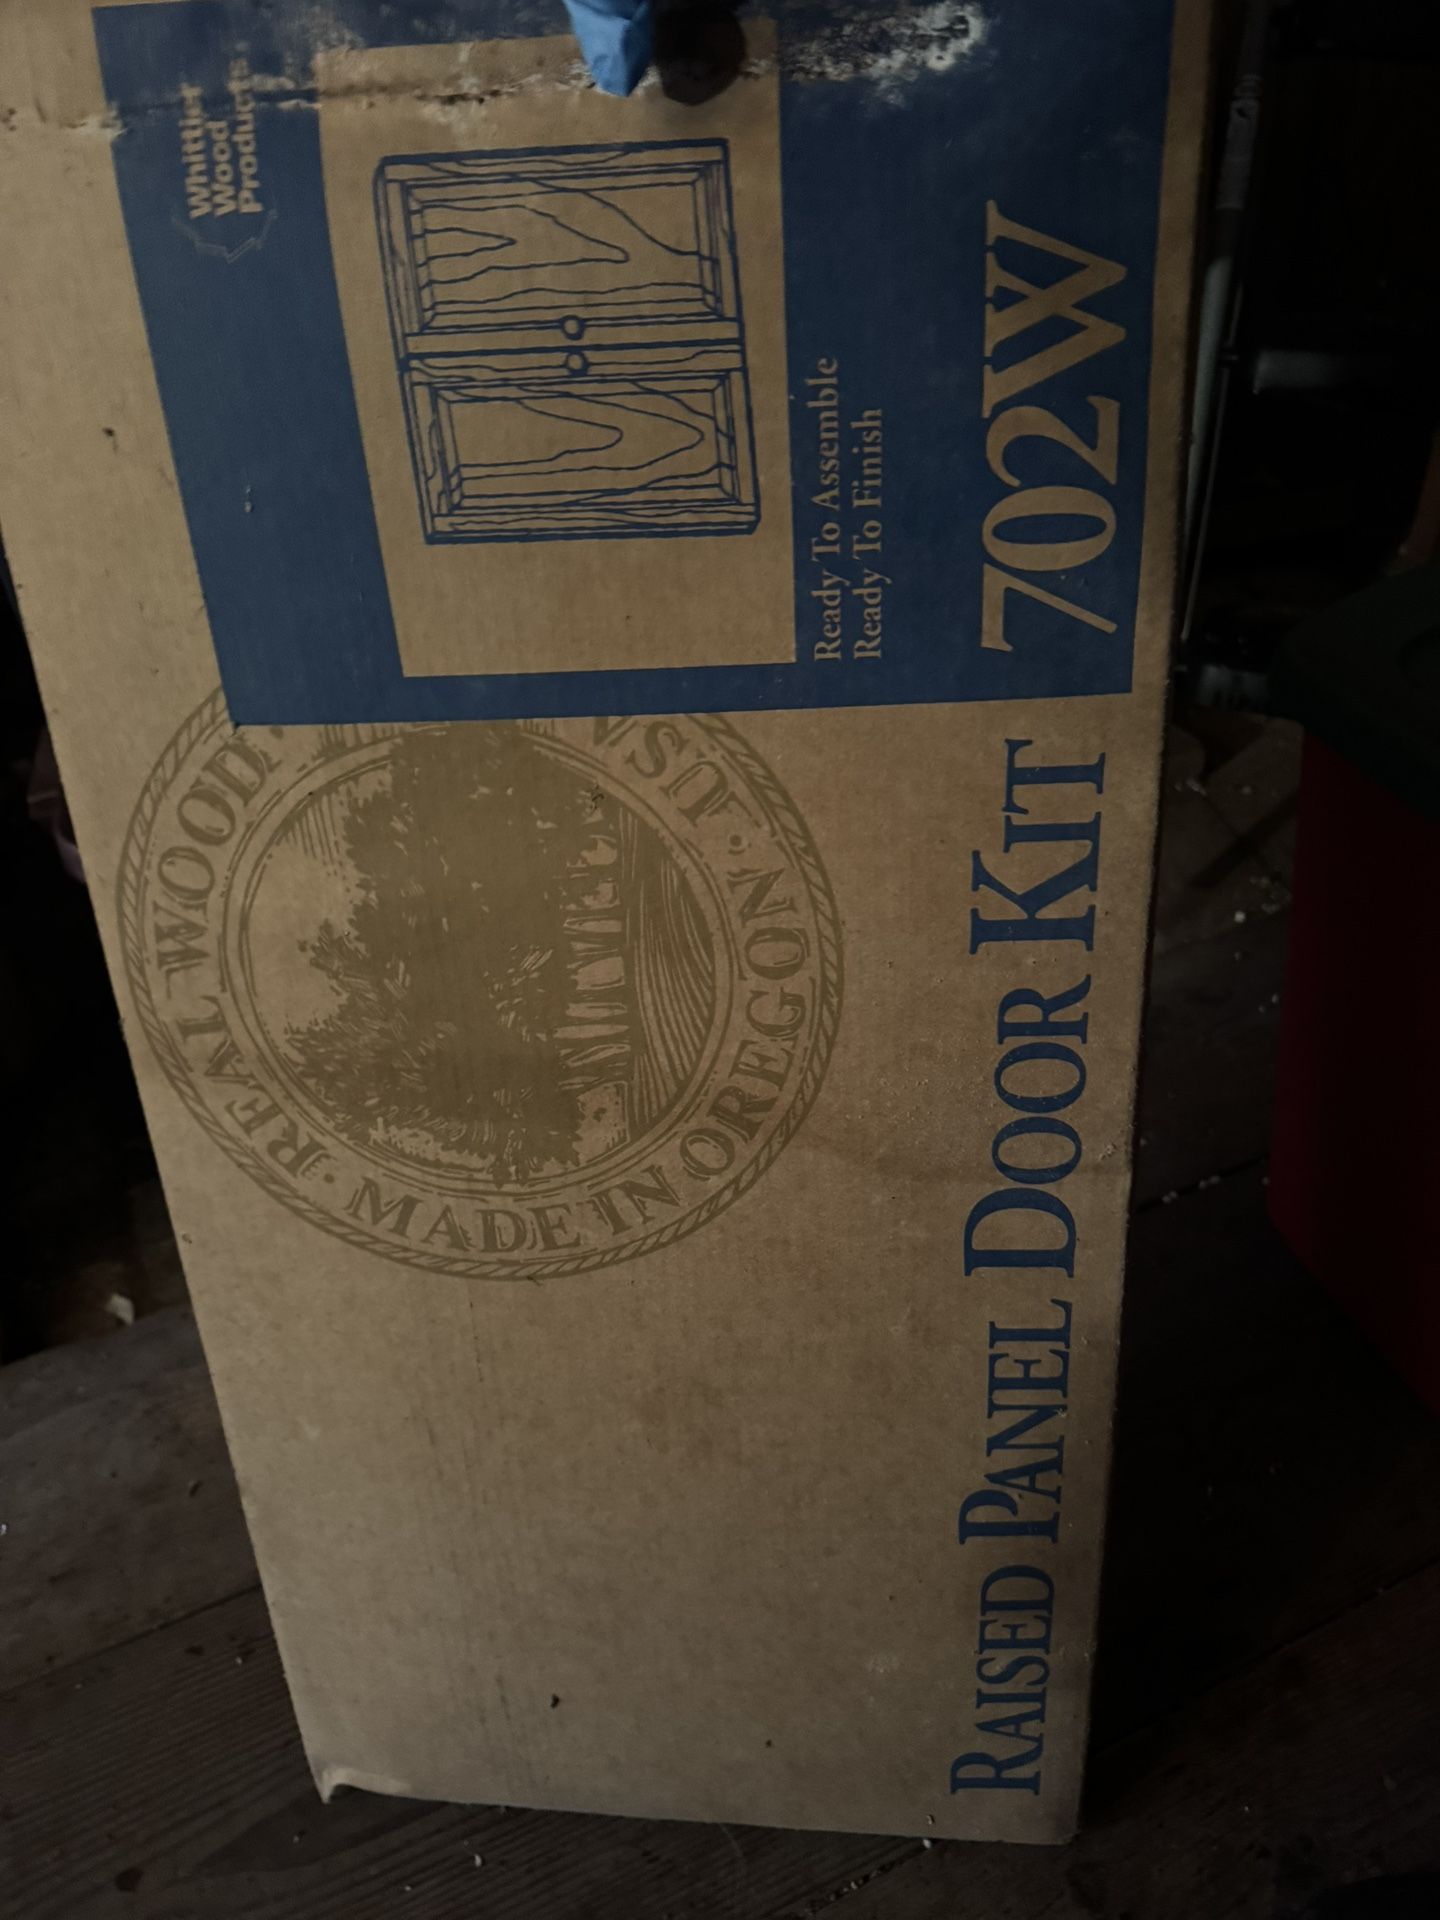 Whittier
Wood
Products
Ready To Assemble
Ready To Finish
702W
RAISED PANEL DOOR KIT
REAL WOOD
MADE IN OREGON